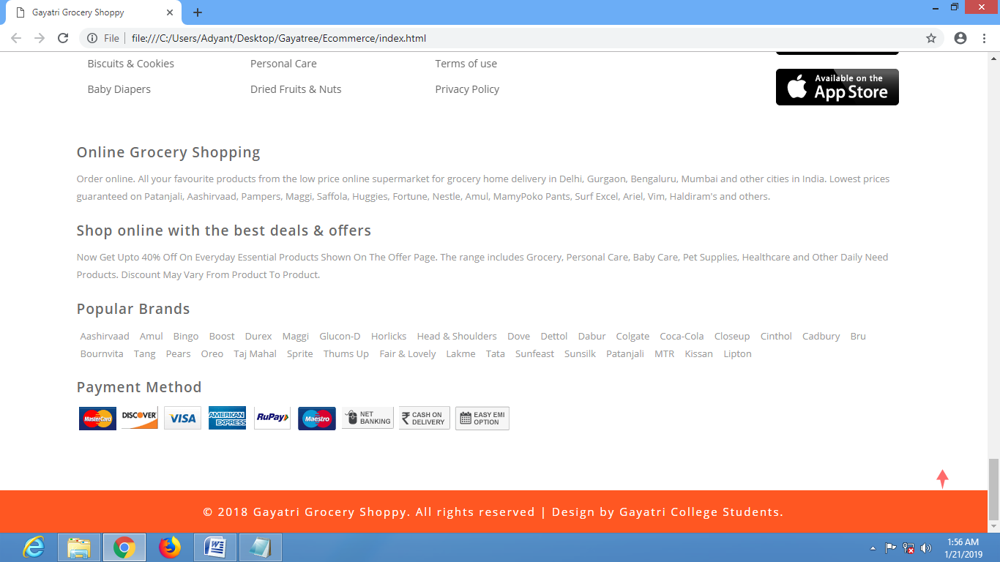 Gayatri Grocery Shoppy
File
file:///C:/Users/Adyant/Desktop/Gayatree/Ecommerce/index.html
Biscuits & Cookies Personal Care Terms of use
Baby Diapers Dried Fruits & Nuts Privacy Policy
Available on the
App Store
Online Grocery Shopping
Order online. All your favourite products from the low price online supermarket for grocery home delivery in Delhi, Gurgaon, Bengaluru, Mumbai and other cities in India. Lowest prices
guaranteed on Patanjali, Aashirvaad, Pampers, Maggi, Saffola, Huggies, Fortune, Nestle, Amul, MamyPoko Pants, Surf Excel, Ariel, Vim, Haldiram's and others.
Shop online with the best deals & offers
Now Get Upto 40% Off On Everyday Essential Products Shown On The Offer Page. The range includes Grocery, Personal Care, Baby Care, Pet Supplies, Healthcare and Other Daily Need
Products. Discount May Vary From Product To Product.
Popular Brands
Aashirvaad Amul Bingo Boost Durex Maggi Glucon-D Horlicks Head & Shoulders Dove Dettol Dabur Colgate Coca-Cola Closeup Cinthol Cadbury Bru
Bournvita Tang Pears Oreo Taj Mahal Sprite Thums Up Fair & Lovely Lakme Tata Sunfeast Sunsilk Patanjali MTR Kissan Lipton
Payment Method
MasterCard DISCOVER VISA AMERICAN EXPRESS RuPay Maestro NET BANKING ₹ CASH ON DELIVERY EASY EMI OPTION
© 2018 Gayatri Grocery Shoppy. All rights reserved | Design by Gayatri College Students.
1:56 AM
1/21/2019